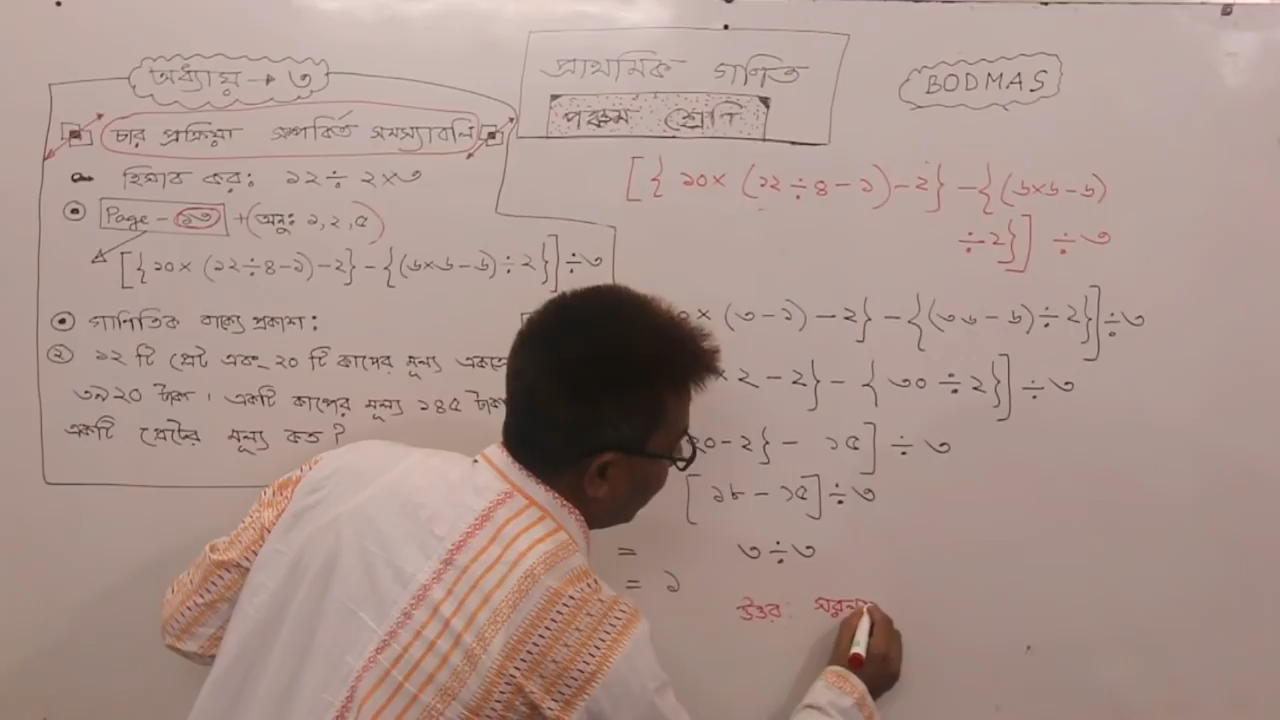 অধ্যায় → ৩
চার প্রক্রিয়া সম্পর্কিত সমস্যাবলি
হিসাব কর: ১২ ÷ ২ × ৩
Page - ১৩ + (অনু: ১, ২, ৫)
[{১০ × (১২ ÷ ৪ - ১) - ২} - {(৬ × ৬ - ৬) ÷ ২}] ÷ ৩
গাণিতিক বাক্যে প্রকাশ:
২ ১২ টি প্লেট এবং ২০ টি কাপের মূল্য একত্রে
৩৯২০ টাকা। একটি কাপের মূল্য ১৪৫ টাকা
একটি প্লেটের মূল্য কত?
প্রাথমিক গণিত
পঞ্চম শ্রেণি
BODMAS
[{ ১০ × (১২ ÷ ৪ - ১) - ২} - {(৬ × ৬ - ৬)
÷ ২}] ÷ ৩
× (৩ - ১) - ২} - {(৩৬ - ৬) ÷ ২}] ÷ ৩
× ২ - ২} - { ৩০ ÷ ২}] ÷ ৩
২০ - ২} - ১৫] ÷ ৩
[ ১৮ - ১৫] ÷ ৩
= ৩ ÷ ৩
= ১
উত্তর: সরল